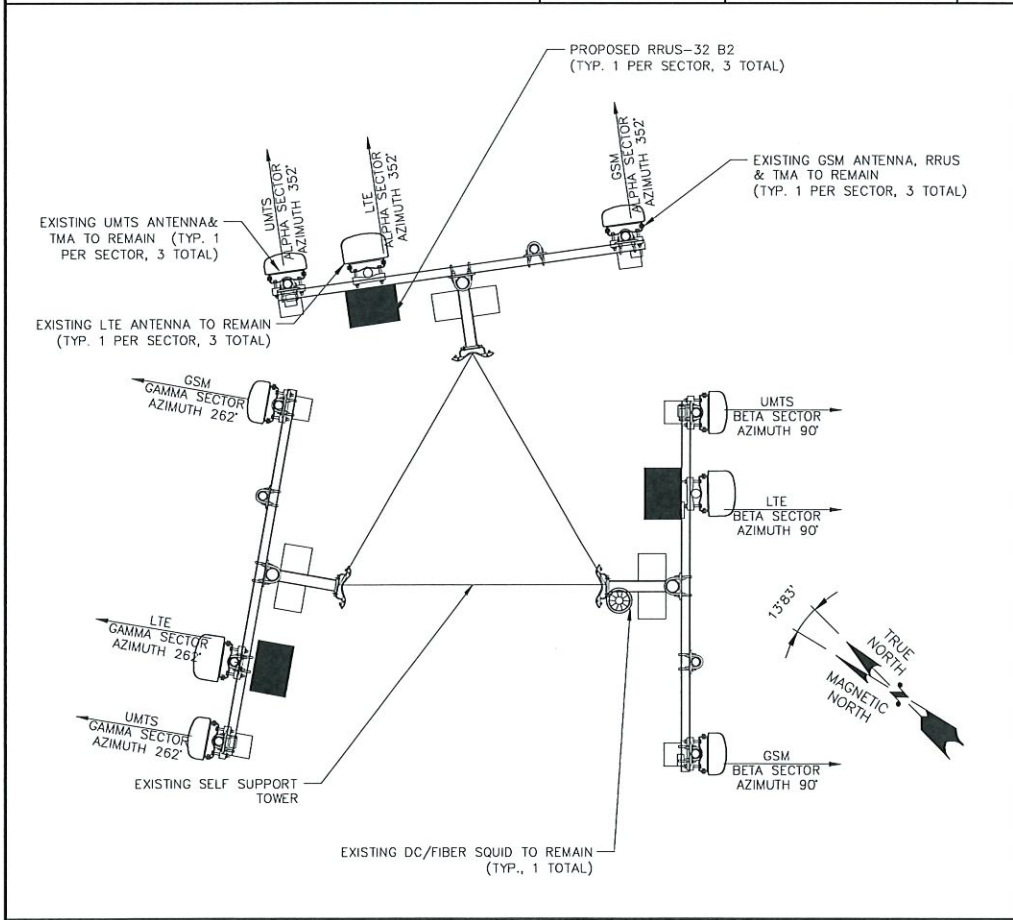 PROPOSED RRUS-32 B2
(TYP. 1 PER SECTOR, 3 TOTAL)
UMTS
ALPHA SECTOR
AZIMUTH 352°
LTE
ALPHA SECTOR
AZIMUTH 352°
GSM
ALPHA SECTOR
AZIMUTH 352°
EXISTING GSM ANTENNA, RRUS
& TMA TO REMAIN
(TYP. 1 PER SECTOR, 3 TOTAL)
EXISTING UMTS ANTENNA&
TMA TO REMAIN (TYP. 1
PER SECTOR, 3 TOTAL)
EXISTING LTE ANTENNA TO REMAIN
(TYP. 1 PER SECTOR, 3 TOTAL)
GSM
GAMMA SECTOR
AZIMUTH 262°
UMTS
BETA SECTOR
AZIMUTH 90°
LTE
BETA SECTOR
AZIMUTH 90°
LTE
GAMMA SECTOR
AZIMUTH 262°
UMTS
GAMMA SECTOR
AZIMUTH 262°
13°83'
TRUE
NORTH
MAGNETIC
NORTH
GSM
BETA SECTOR
AZIMUTH 90°
EXISTING SELF SUPPORT
TOWER
EXISTING DC/FIBER SQUID TO REMAIN
(TYP., 1 TOTAL)